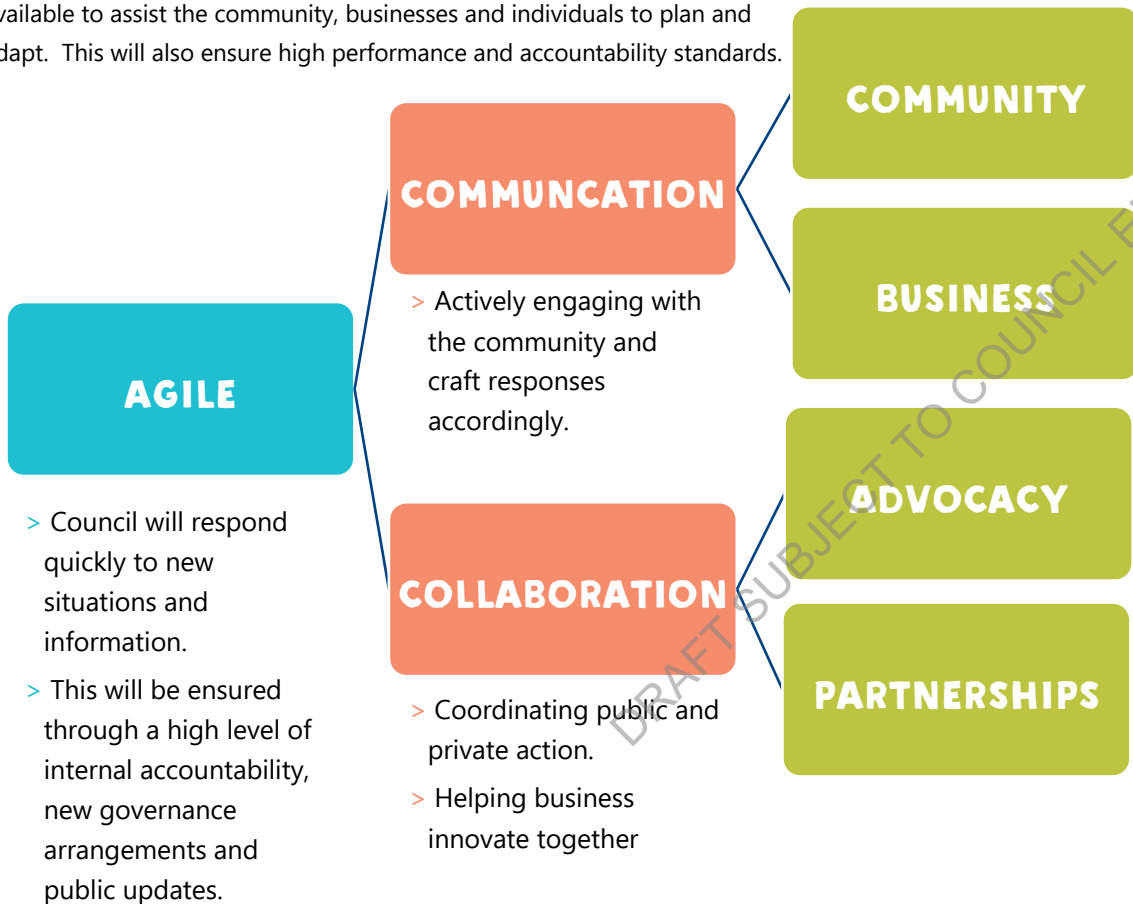 vailable to assist the community, businesses and individuals to plan and
dapt. This will also ensure high performance and accountability standards.
AGILE
> Council will respond
quickly to new
situations and
information.
> This will be ensured
through a high level of
internal accountability,
new governance
arrangements and
public updates.
COMMUNCATION
> Actively engaging with
the community and
craft responses
accordingly.
COLLABORATION
> Coordinating public and
private action.
> Helping business
innovate together
COMMUNITY
BUSINESS
ADVOCACY
PARTNERSHIPS
DRAFT SUBJECT TO COUNCIL